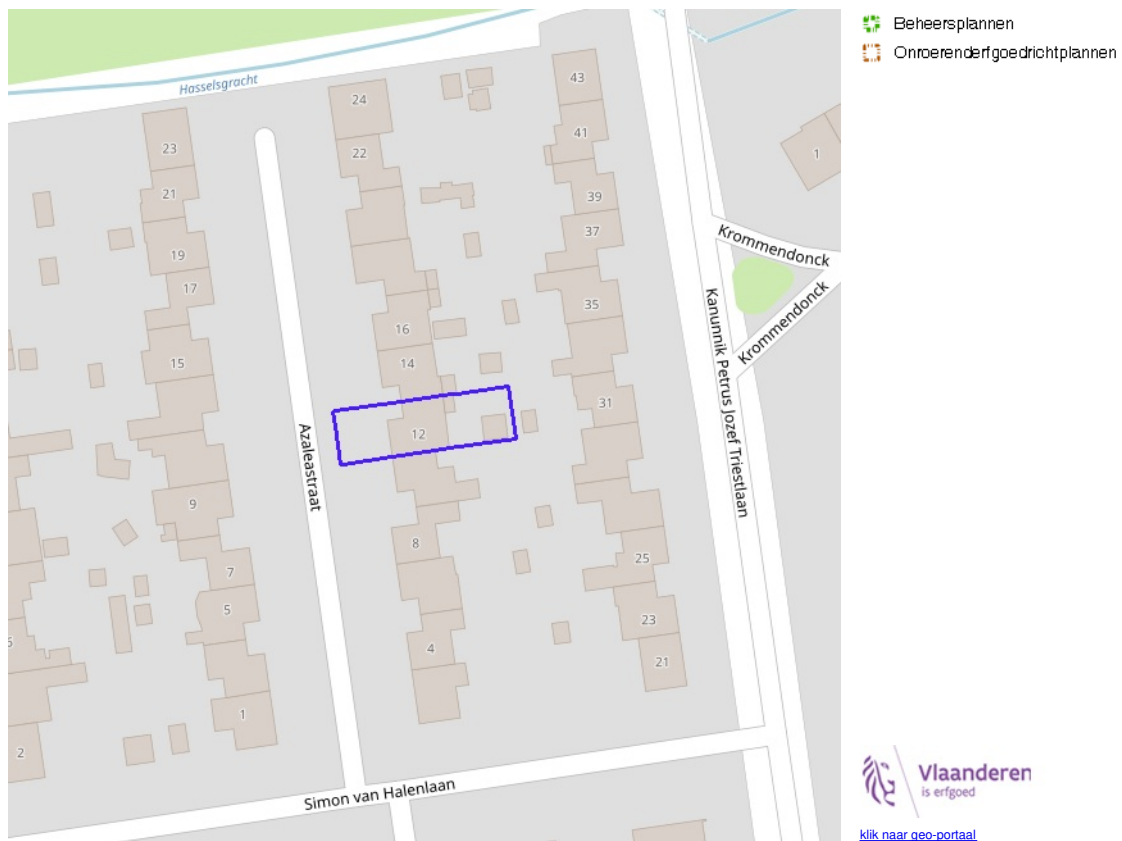 Beheersplannen
Onroerenderfgoedrichtplannen
Hasselsgracht
43
24
41
1
23
22
21
39
37
Krommendonck
19
17
Krommendonck
35
16
15
14
Kanunnik Petrus Jozef Triestlaan
31
12
Azaleastraat
9
8
25
7
5
23
4
21
1
2
Simon van Halenlaan
Vlaanderen
is erfgoed
klik naar geo-portaal